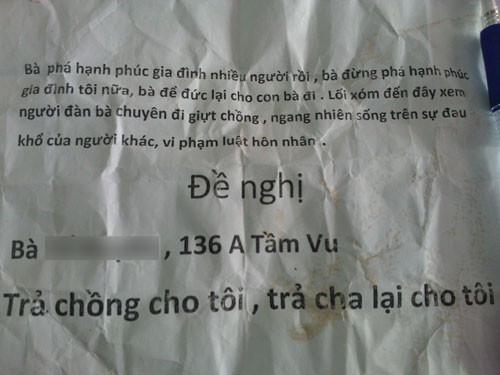 Bà phá hạnh phúc gia đình nhiều người rồi , bà đừng phá hạnh phúc
gia đình tôi nữa, bà để đức lại cho con bà đi . Lối xóm đến đây xem
người đàn bà chuyên đi giựt chồng , ngang nhiên sống trên sự đau
khổ của người khác, vi phạm luật hôn nhân .
Đề nghị
Bà , 136 A Tầm Vu
Trả chồng cho tôi , trả cha lại cho tôi